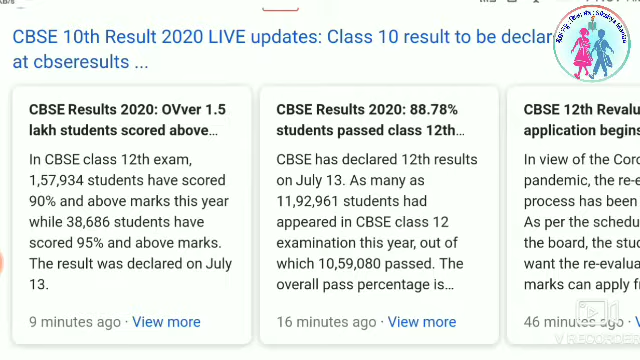 CBSE 10th Result 2020 LIVE updates: Class 10 result to be declar
at cbseresults ...
CBSE Results 2020: OVver 1.5
lakh students scored above...
In CBSE class 12th exam,
1,57,934 students have scored
90% and above marks this year
while 38,686 students have
scored 95% and above marks.
The result was declared on July
13.
9 minutes ago · View more
CBSE Results 2020: 88.78%
students passed class 12th...
CBSE has declared 12th results
on July 13. As many as
11,92,961 students had
appeared in CBSE class 12
examination this year, out of
which 10,59,080 passed. The
overall pass percentage is...
16 minutes ago · View more
CBSE 12th Revalu
application begins
In view of the Coro
pandemic, the re-e
process has been
As per the schedu
the board, the stud
want the re-evalua
marks can apply f
46 minutes ago ·
V RECORDER